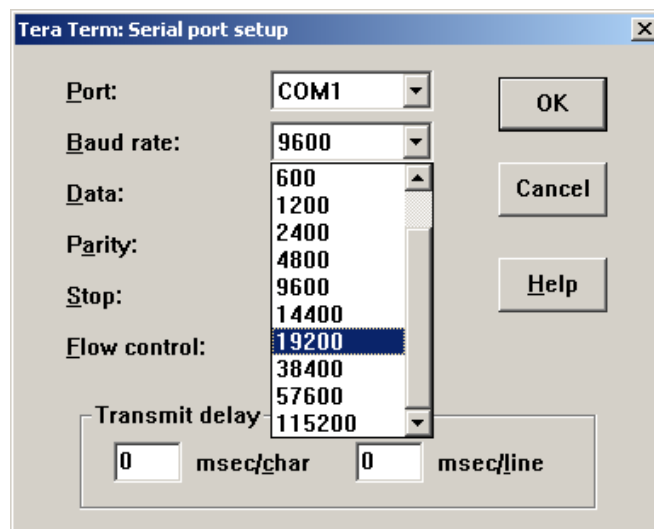 Tera Term: Serial port setup
Port:
COM1
OK
Baud rate:
9600
600
1200
2400
4800
9600
14400
19200
38400
57600
115200
Cancel
Data:
Parity:
Stop:
Help
Flow control:
Transmit delay
0
msec/char
0
msec/line